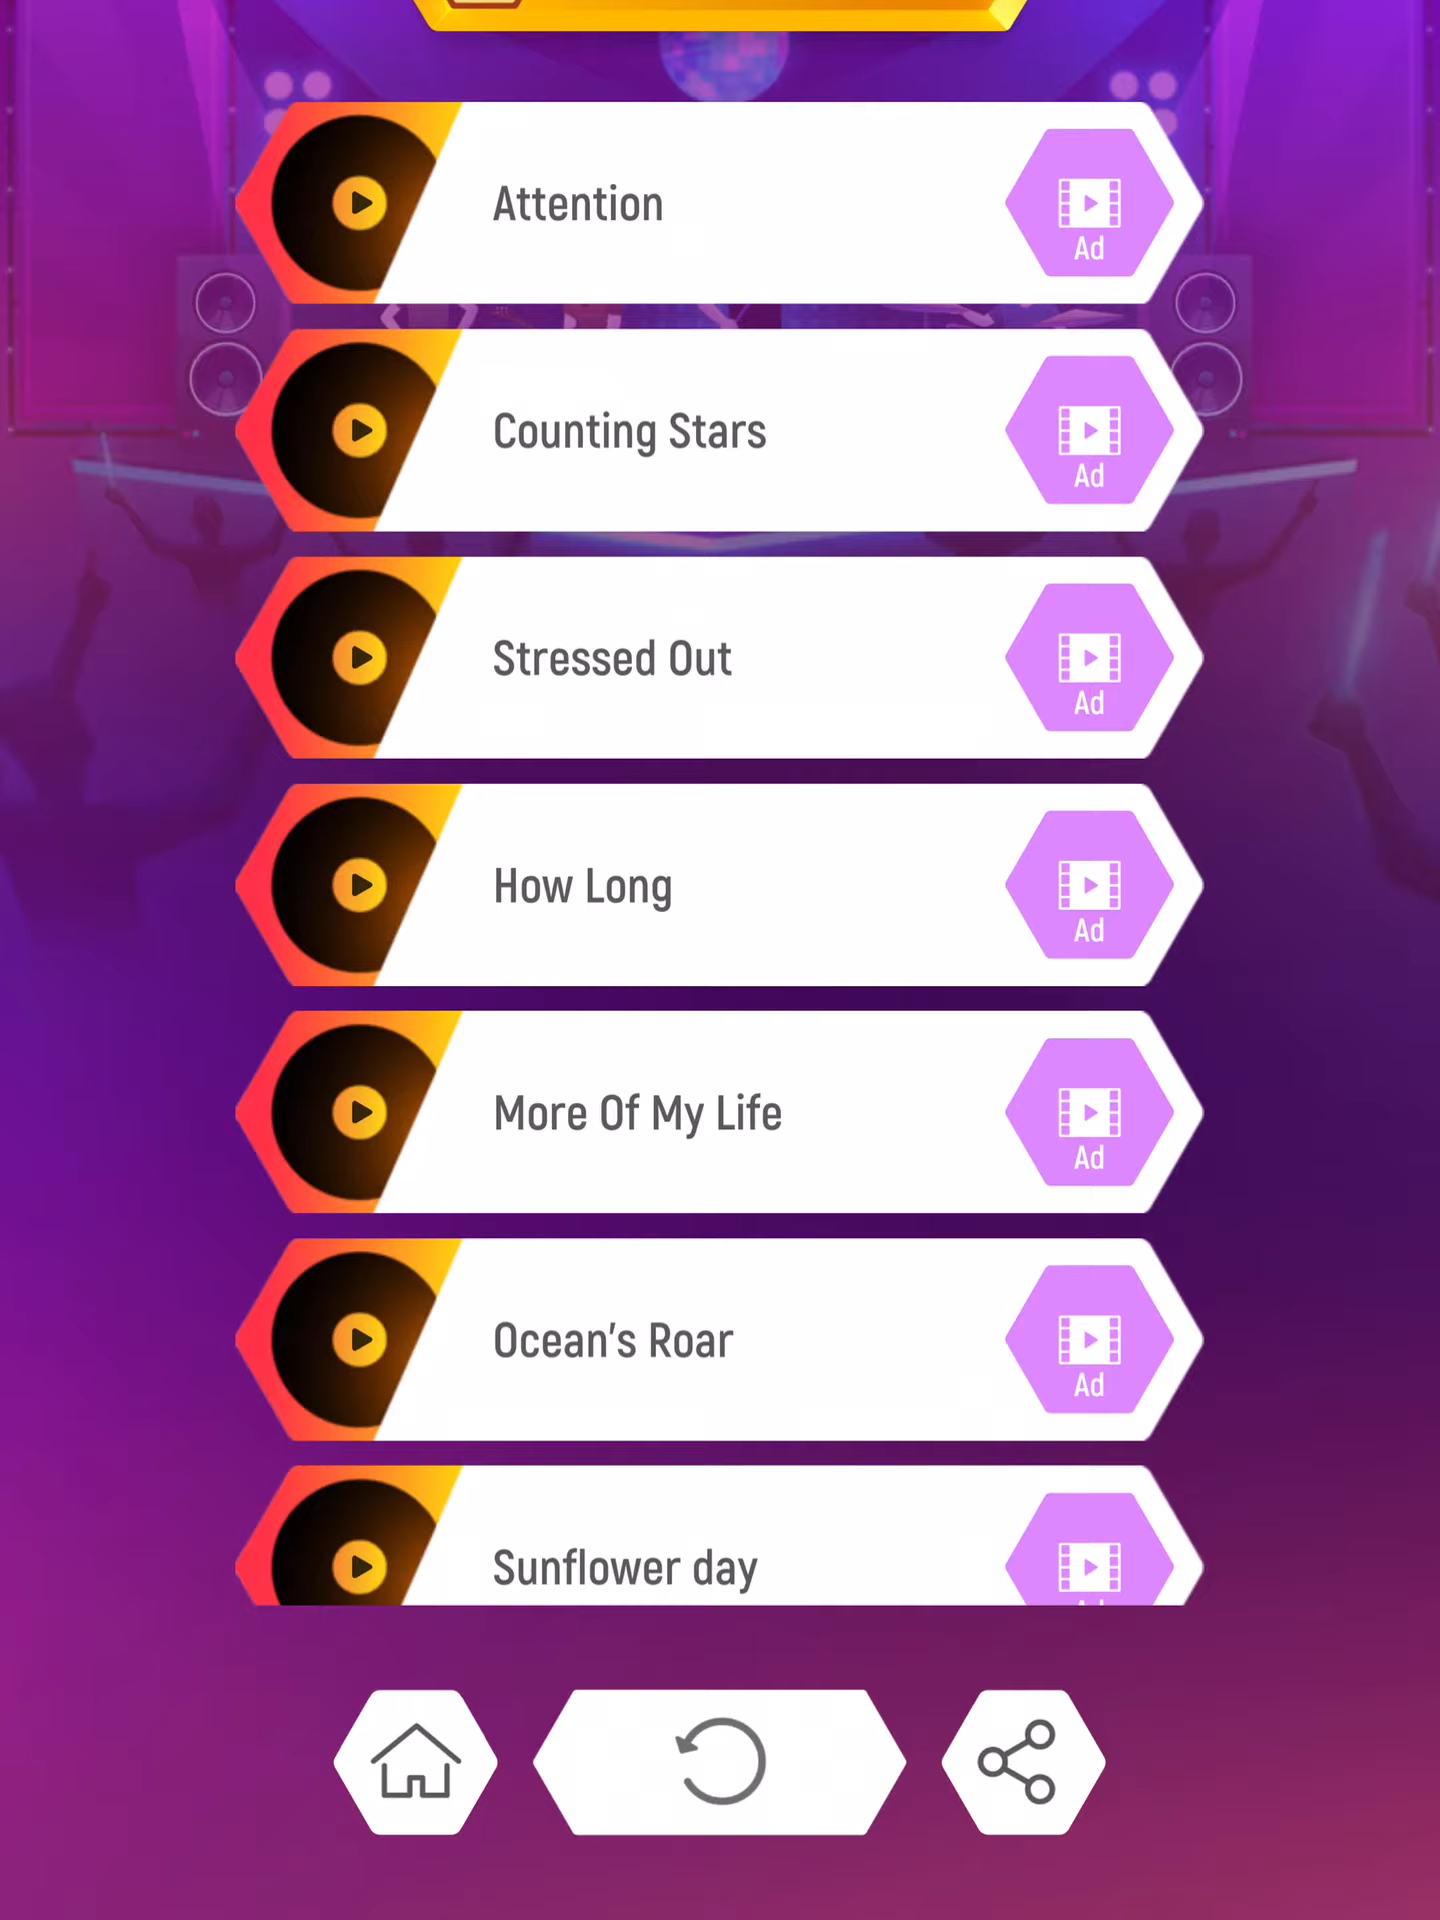 Attention
Ad
Counting Stars
Ad
Stressed Out
Ad
How Long
Ad
More Of My Life
Ad
Ocean's Roar
Ad
Sunflower day